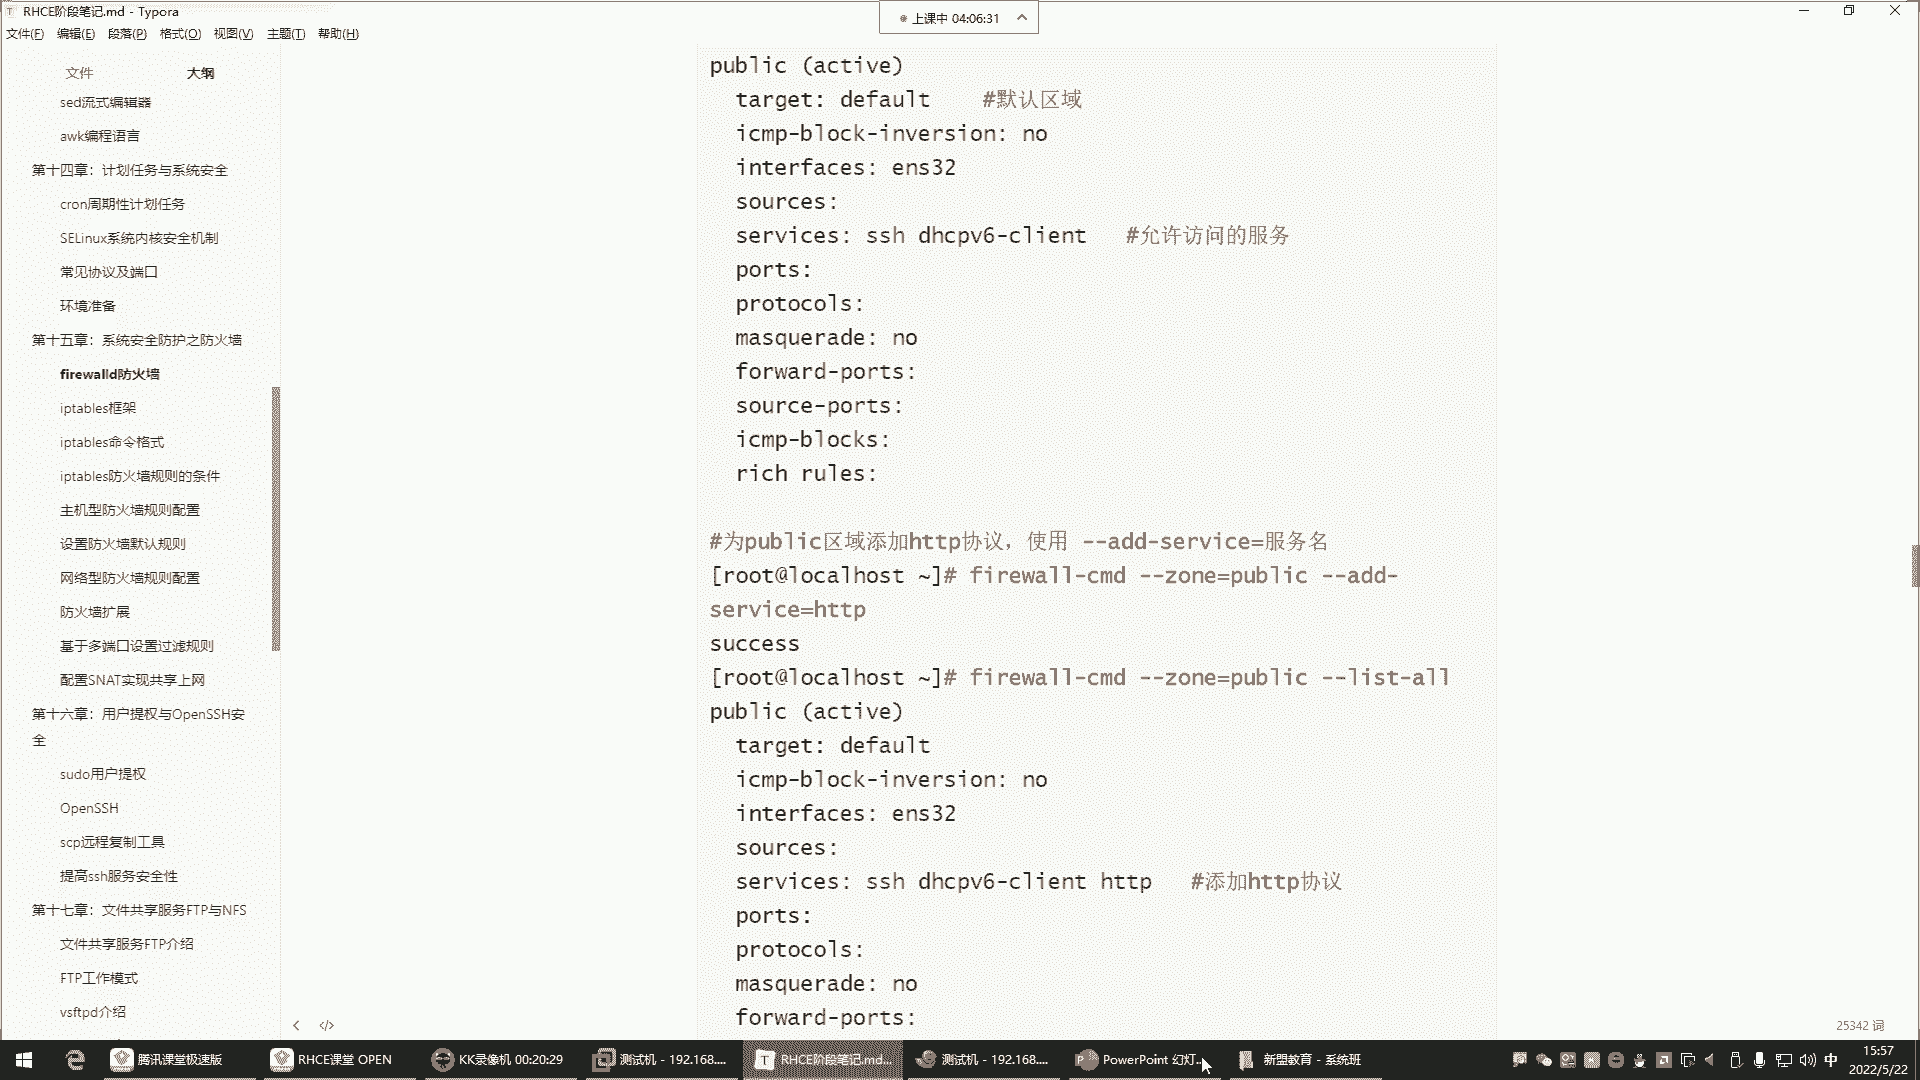 RHCE阶段笔记.md - Typora
上课中 04:06:31
文件(F) 编辑(E) 段落(P) 格式(O) 视图(V) 主题(T) 帮助(H)
文件 大纲
sed流式编辑器
awk编程语言
第十四章：计划任务与系统安全
cron周期性计划任务
SELinux系统内核安全机制
常见协议及端口
环境准备
第十五章：系统安全防护之防火墙
firewalld防火墙
iptables框架
iptables命令格式
iptables防火墙规则的条件
主机型防火墙规则配置
设置防火墙默认规则
网络型防火墙规则配置
防火墙扩展
基于多端口设置过滤规则
配置SNAT实现共享上网
第十六章：用户提权与OpenSSH安
全
sudo用户提权
OpenSSH
scp远程复制工具
提高ssh服务安全性
第十七章：文件共享服务FTP与NFS
文件共享服务FTP介绍
FTP工作模式
vsftpd介绍
public (active)
target: default #默认区域
icmp-block-inversion: no
interfaces: ens32
sources:
services: ssh dhcpv6-client #允许访问的服务
ports:
protocols:
masquerade: no
forward-ports:
source-ports:
icmp-blocks:
rich rules:
#为public区域添加http协议，使用 --add-service=服务名
[root@localhost ~]# firewall-cmd --zone=public --add-
service=http
success
[root@localhost ~]# firewall-cmd --zone=public --list-all
public (active)
target: default
icmp-block-inversion: no
interfaces: ens32
sources:
services: ssh dhcpv6-client http #添加http协议
ports:
protocols:
masquerade: no
forward-ports:
25342 词
腾讯课堂极速版 RHCE课堂 OPEN KK录像机 00:20:29 测试机 - 192.168.... RHCE阶段笔记.md... 测试机 - 192.168.... PowerPoint 幻灯... 新盟教育 - 系统班 中 15:57
2022/5/22